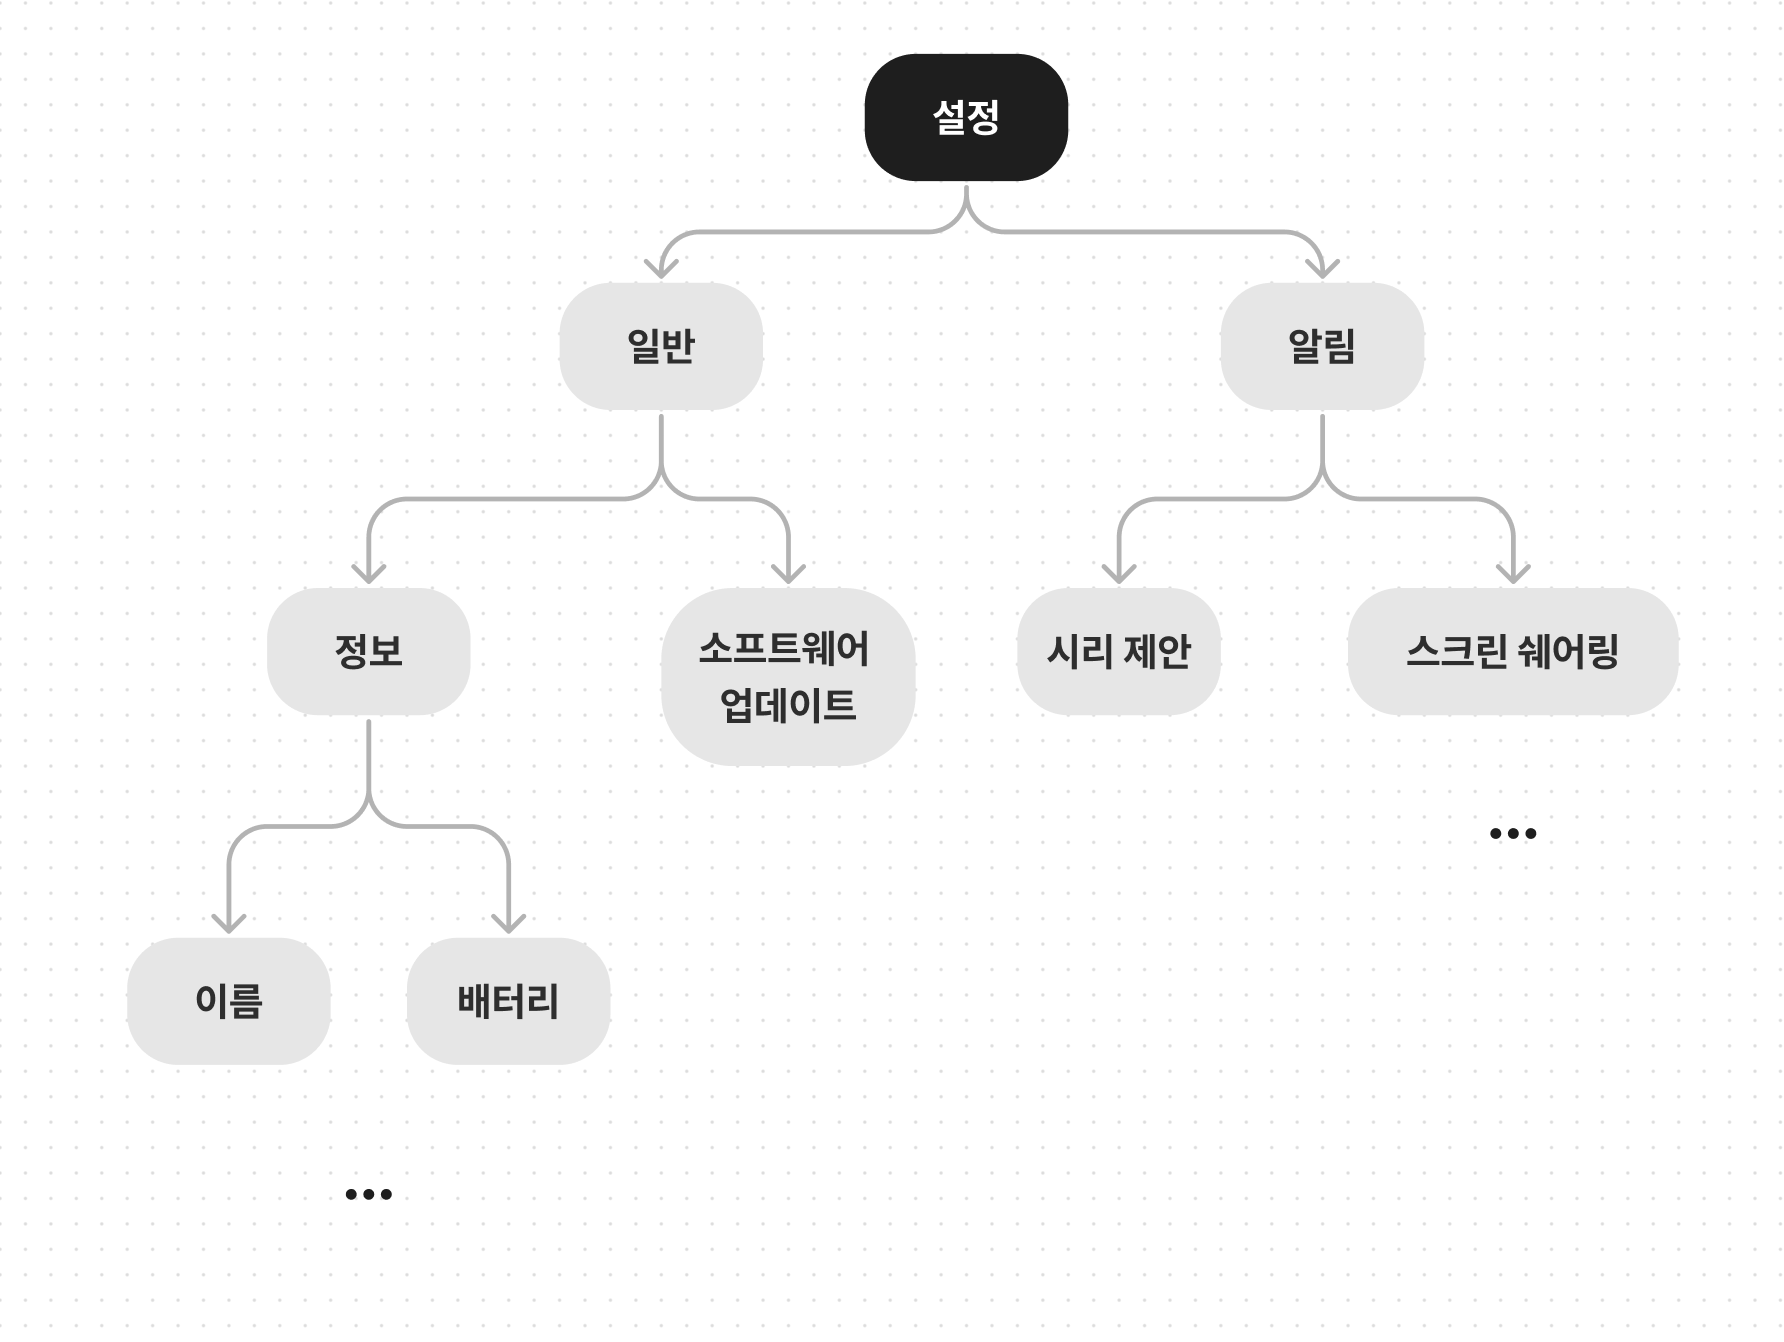 설정
일반
알림
정보
소프트웨어
업데이트
시리 제안
스크린 쉐어링
•••
이름
배터리
•••